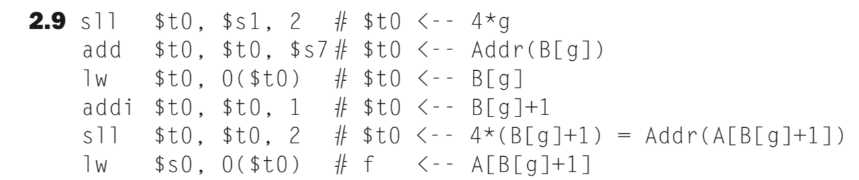 2.9 sll $t0, $s1, 2 # $t0 <-- 4*g
add $t0, $t0, $s7 # $t0 <-- Addr(B[g])
lw $t0, 0($t0) # $t0 <-- B[g]
addi $t0, $t0, 1 # $t0 <-- B[g]+1
sll $t0, $t0, 2 # $t0 <-- 4*(B[g]+1) = Addr(A[B[g]+1])
lw $s0, 0($t0) # f <-- A[B[g]+1]